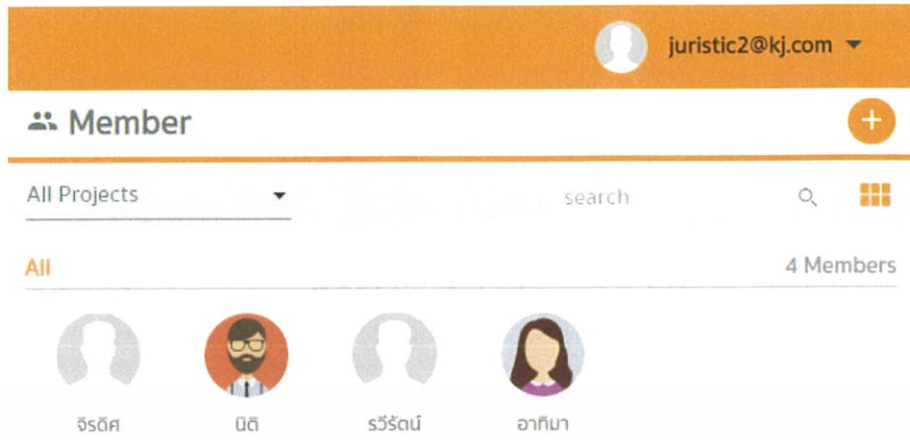 juristic2@kj.com
Member
All Projects
search
All
4 Members
จิรดิศ
นิติ
รวีรัตน์
อาทิมา